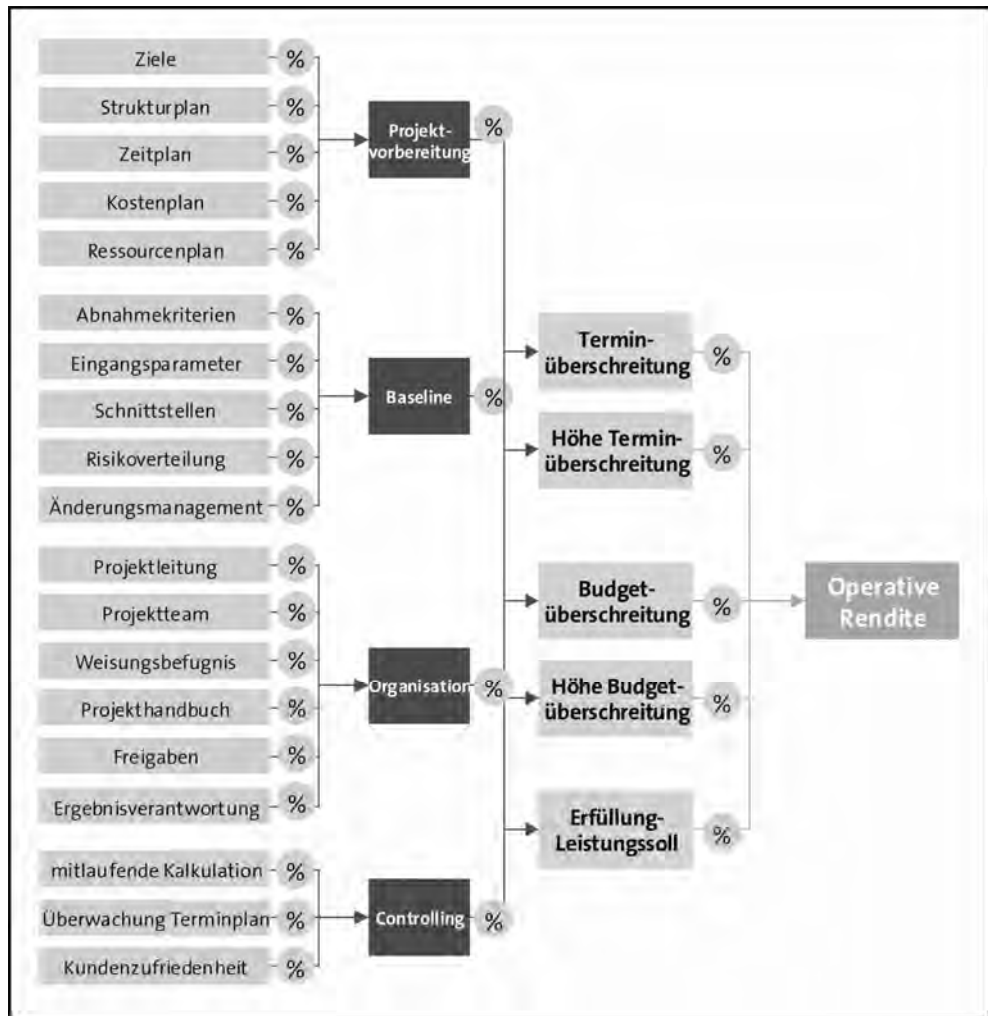 Ziele %
Strukturplan %
Zeitplan %
Kostenplan %
Ressourcenplan %
Projekt-
vorbereitung %
Abnahmekriterien %
Eingangsparameter %
Schnittstellen %
Risikoverteilung %
Änderungsmanagement %
Baseline %
Projektleitung %
Projektteam %
Weisungsbefugnis %
Projekthandbuch %
Freigaben %
Ergebnisverantwortung %
Organisation %
mitlaufende Kalkulation %
Überwachung Terminplan %
Kundenzufriedenheit %
Controlling %
Termin-
überschreitung %
Höhe Termin-
überschreitung %
Budget-
überschreitung %
Höhe Budget-
überschreitung %
Erfüllung-
Leistungssoll %
Operative
Rendite